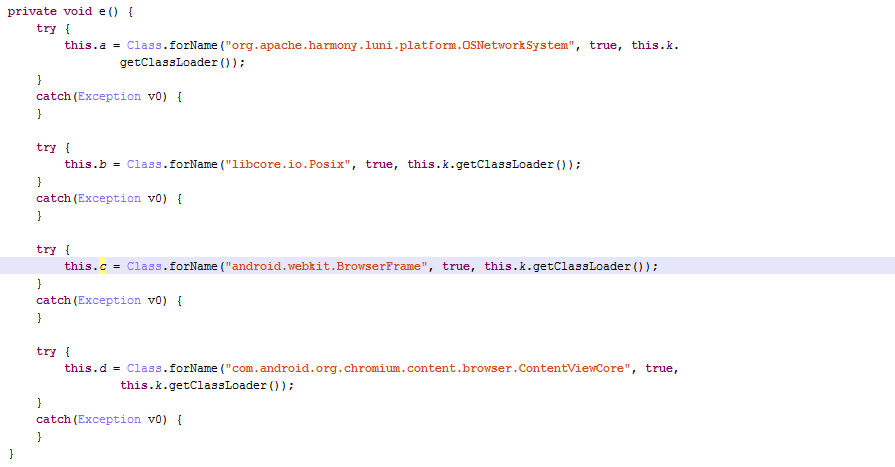 private void e() {
    try {
        this.a = Class.forName("org.apache.harmony.luni.platform.OSNetworkSystem", true, this.k.
                getClassLoader());
    }
    catch(Exception v0) {
    }

    try {
        this.b = Class.forName("libcore.io.Posix", true, this.k.getClassLoader());
    }
    catch(Exception v0) {
    }

    try {
        this.c = Class.forName("android.webkit.BrowserFrame", true, this.k.getClassLoader());
    }
    catch(Exception v0) {
    }

    try {
        this.d = Class.forName("com.android.org.chromium.content.browser.ContentViewCore", true,
                this.k.getClassLoader());
    }
    catch(Exception v0) {
    }
}